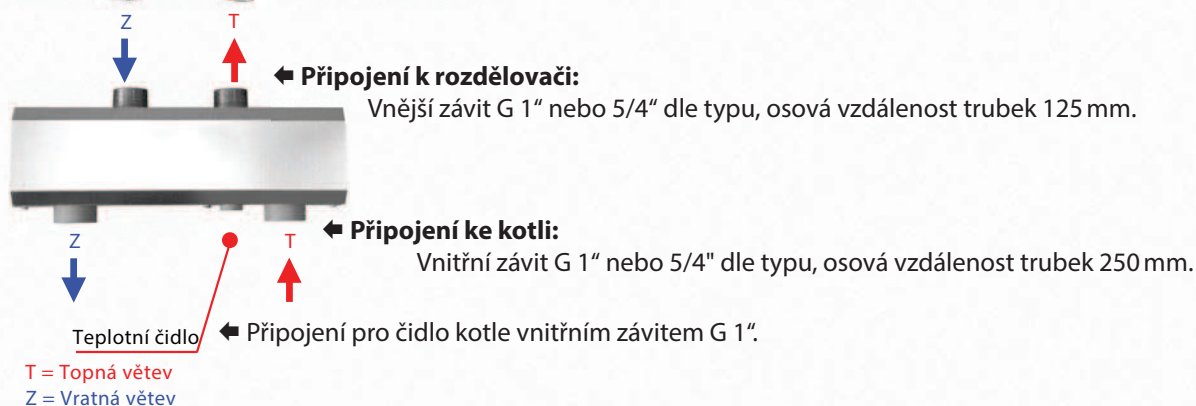 Z T
Připojení k rozdělovači:
Vnější závit G 1“ nebo 5/4“ dle typu, osová vzdálenost trubek 125 mm.
Připojení ke kotli:
Z T
Vnitřní závit G 1“ nebo 5/4" dle typu, osová vzdálenost trubek 250 mm.
Teplotní čidlo
Připojení pro čidlo kotle vnitřním závitem G 1“.
T = Topná větev
Z = Vratná větev